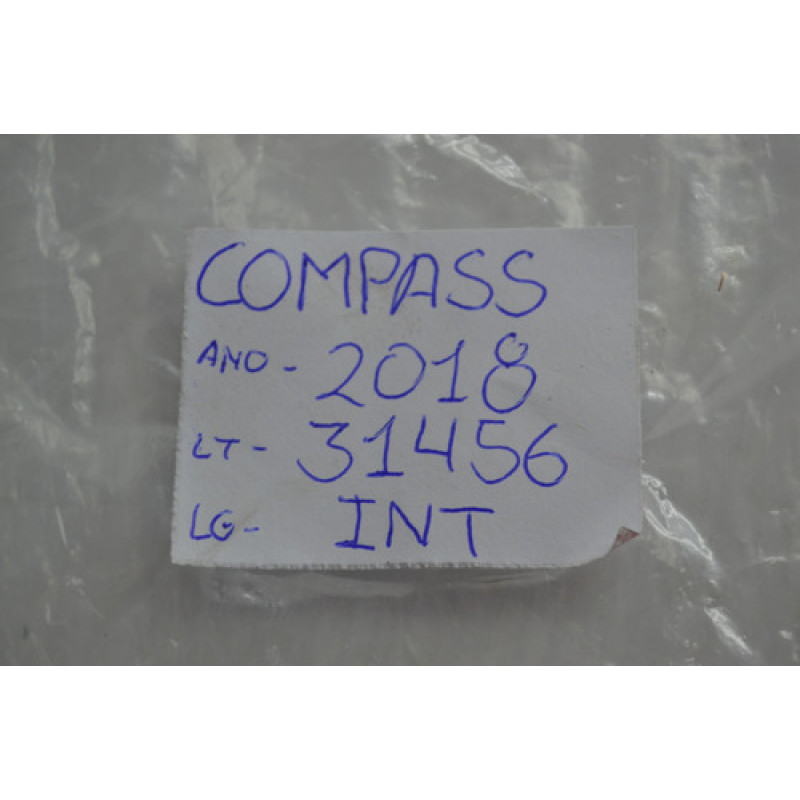 COMPASS
ANO - 2018
LT - 31456
LG - INT